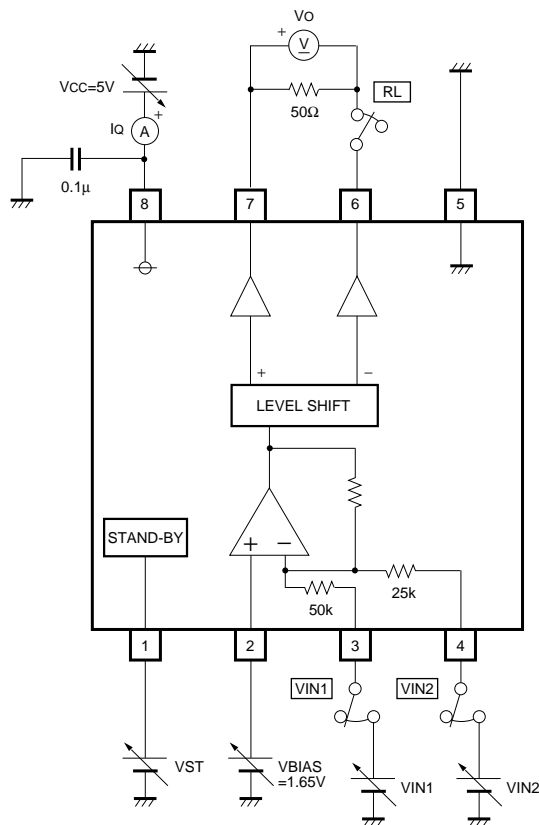 VO
+
V
VCC=5V
50Ω
RL
+
IQ
A
0.1μ
8
7
6
5
+
−
LEVEL SHIFT
STAND-BY
+
−
50k
25k
1
2
3
4
VIN1
VIN2
VST
VBIAS
=1.65V
VIN1
VIN2